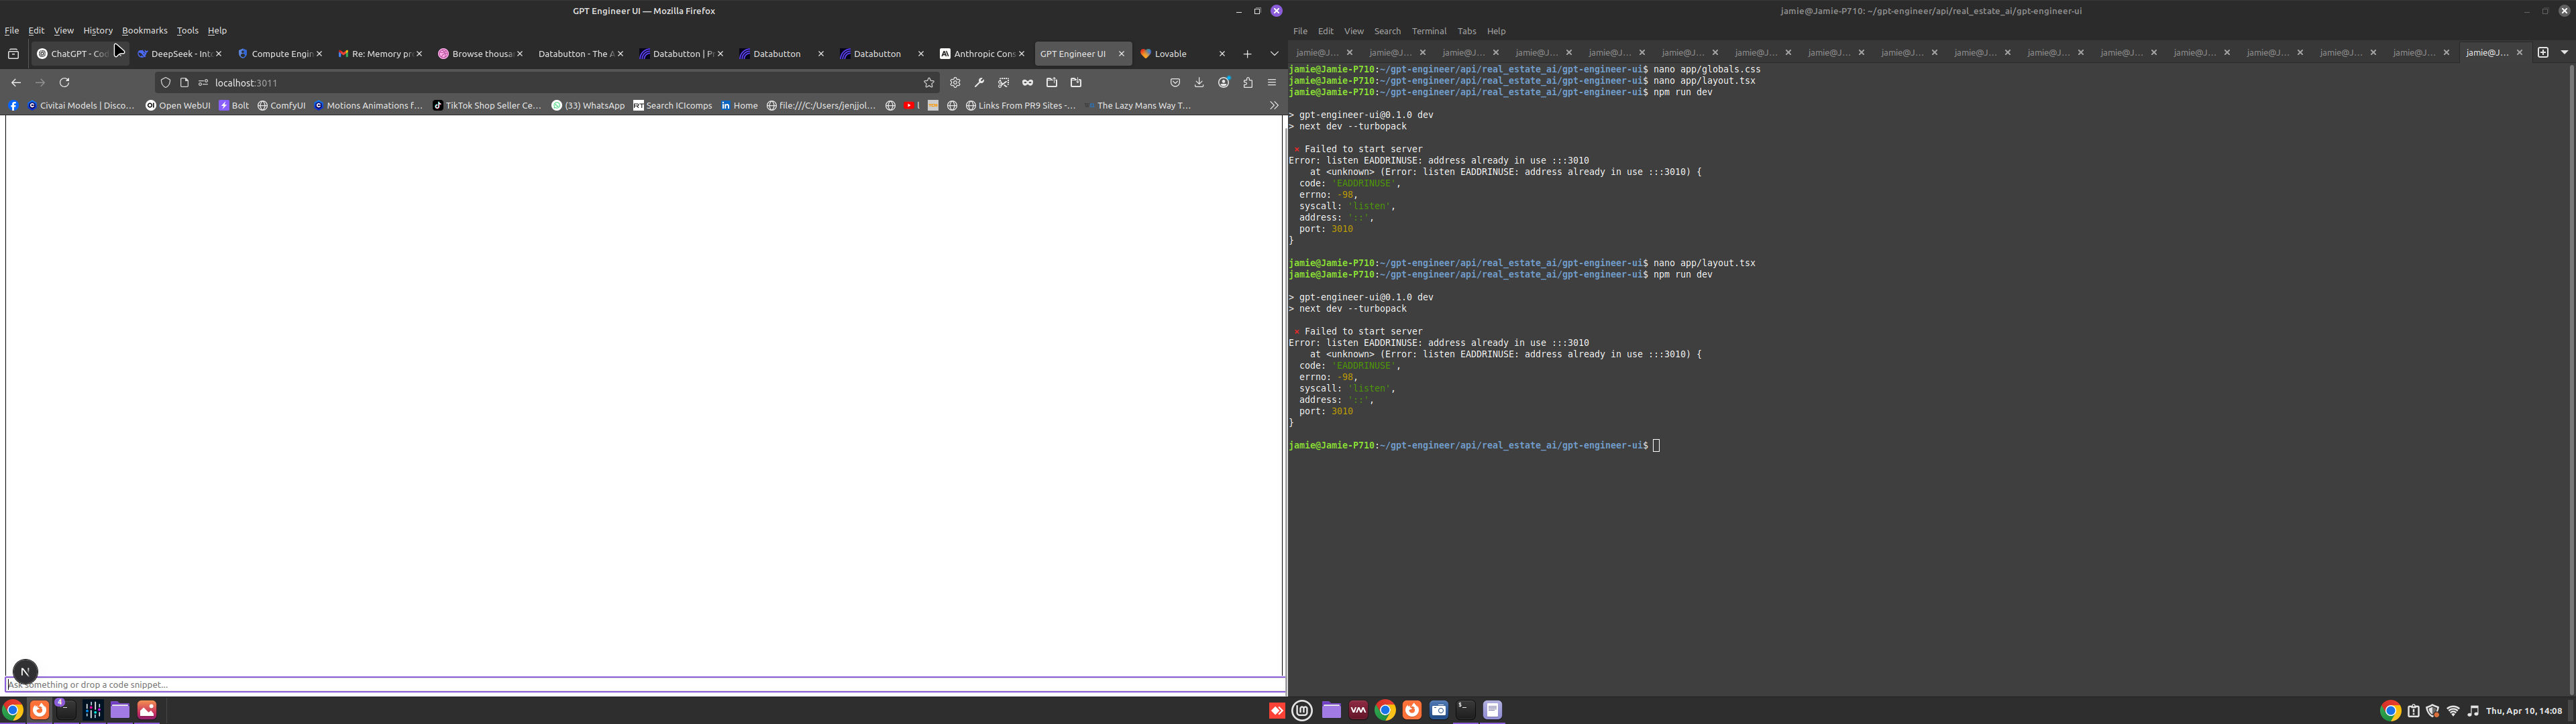 GPT Engineer UI — Mozilla Firefox
File Edit View History Bookmarks Tools Help
ChatGPT - Cod DeepSeek - Int Compute Engin Re: Memory pr Browse thousa Databutton - The A Databutton | P Databutton Databutton Anthropic Cons GPT Engineer UI Lovable
localhost:3011
Civitai Models | Disco… Open WebUI Bolt ComfyUI Motions Animations f… TikTok Shop Seller Ce… (33) WhatsApp Search ICIcomps Home file:///C:/Users/jenjjol… Links From PR9 Sites -… The Lazy Mans Way T…
Ask something or drop a code snippet...
N
4
jamie@Jamie-P710: ~/gpt-engineer/api/real_estate_ai/gpt-engineer-ui
File Edit View Search Terminal Tabs Help
jamie@J… jamie@J… jamie@J… jamie@J… jamie@J… jamie@J… jamie@J… jamie@J… jamie@J… jamie@J… jamie@J… jamie@J… jamie@J… jamie@J… jamie@J… jamie@J… jamie@J…
jamie@Jamie-P710:~/gpt-engineer/api/real_estate_ai/gpt-engineer-ui$ nano app/globals.css
jamie@Jamie-P710:~/gpt-engineer/api/real_estate_ai/gpt-engineer-ui$ nano app/layout.tsx
jamie@Jamie-P710:~/gpt-engineer/api/real_estate_ai/gpt-engineer-ui$ npm run dev
> gpt-engineer-ui@0.1.0 dev
> next dev --turbopack
⨯ Failed to start server
Error: listen EADDRINUSE: address already in use :::3010
at <unknown> (Error: listen EADDRINUSE: address already in use :::3010) {
code: 'EADDRINUSE',
errno: -98,
syscall: 'listen',
address: '::',
port: 3010
}
jamie@Jamie-P710:~/gpt-engineer/api/real_estate_ai/gpt-engineer-ui$ nano app/layout.tsx
jamie@Jamie-P710:~/gpt-engineer/api/real_estate_ai/gpt-engineer-ui$ npm run dev
> gpt-engineer-ui@0.1.0 dev
> next dev --turbopack
⨯ Failed to start server
Error: listen EADDRINUSE: address already in use :::3010
at <unknown> (Error: listen EADDRINUSE: address already in use :::3010) {
code: 'EADDRINUSE',
errno: -98,
syscall: 'listen',
address: '::',
port: 3010
}
jamie@Jamie-P710:~/gpt-engineer/api/real_estate_ai/gpt-engineer-ui$
Thu, Apr 10, 14:08